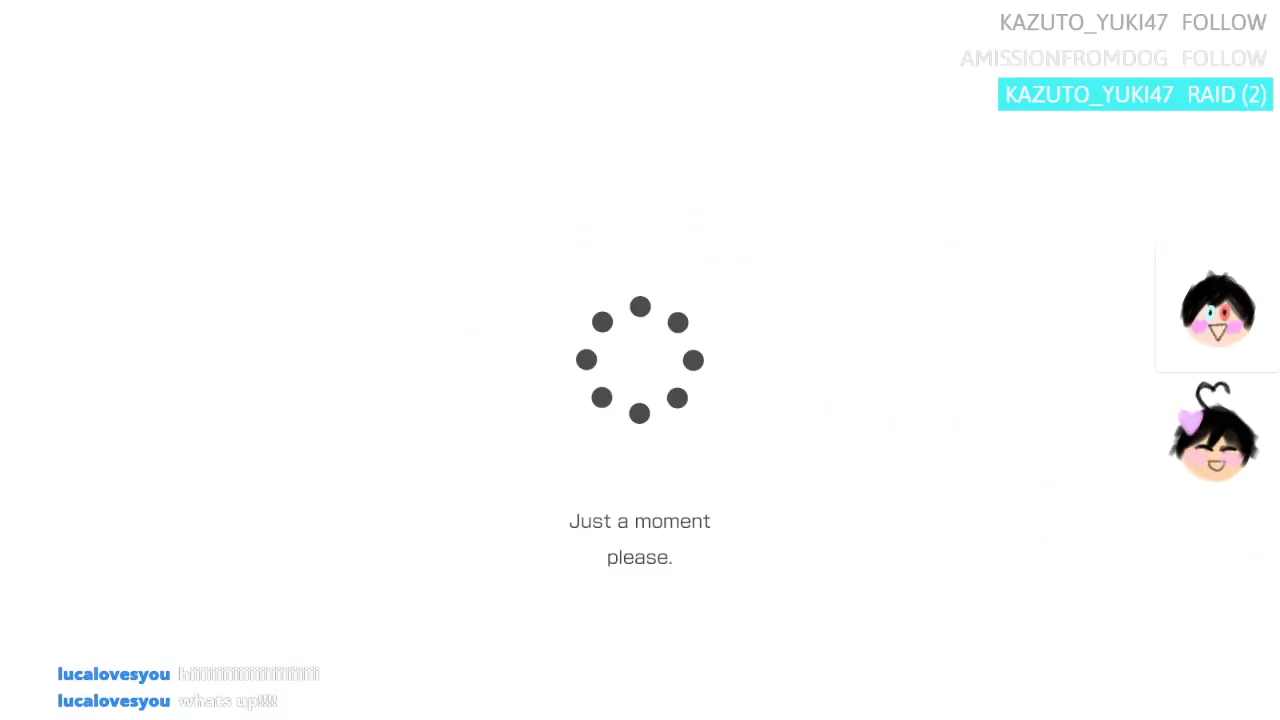 KAZUTO_YUKI47 FOLLOW
AMISSIONFROMDOG FOLLOW
KAZUTO_YUKI47 RAID (2)
Just a moment
please.
lucalovesyou
lucalovesyou whats up!!!!